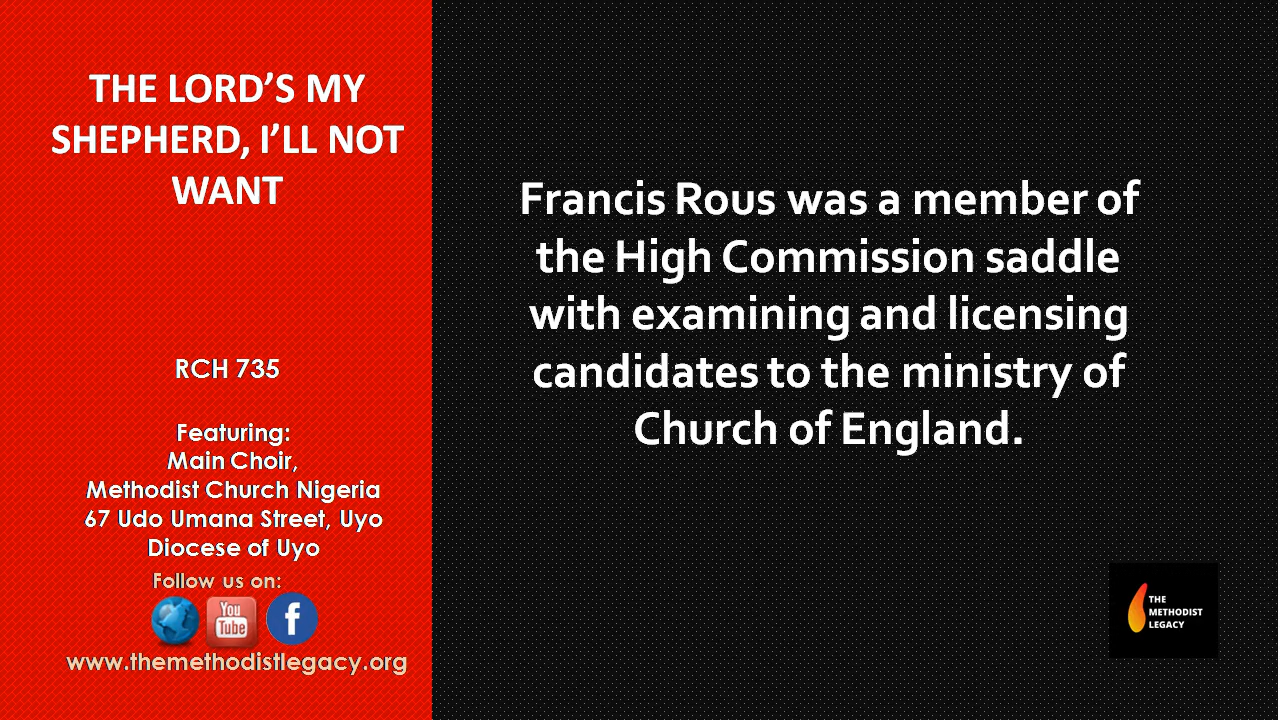 THE LORD’S MY
SHEPHERD, I’LL NOT
WANT
RCH 735
Featuring:
Main Choir,
Methodist Church Nigeria
67 Udo Umana Street, Uyo
Diocese of Uyo
Follow us on:
You
Tube
f
www.themethodistlegacy.org
Francis Rous was a member of
the High Commission saddle
with examining and licensing
candidates to the ministry of
Church of England.
THE
METHODIST
LEGACY